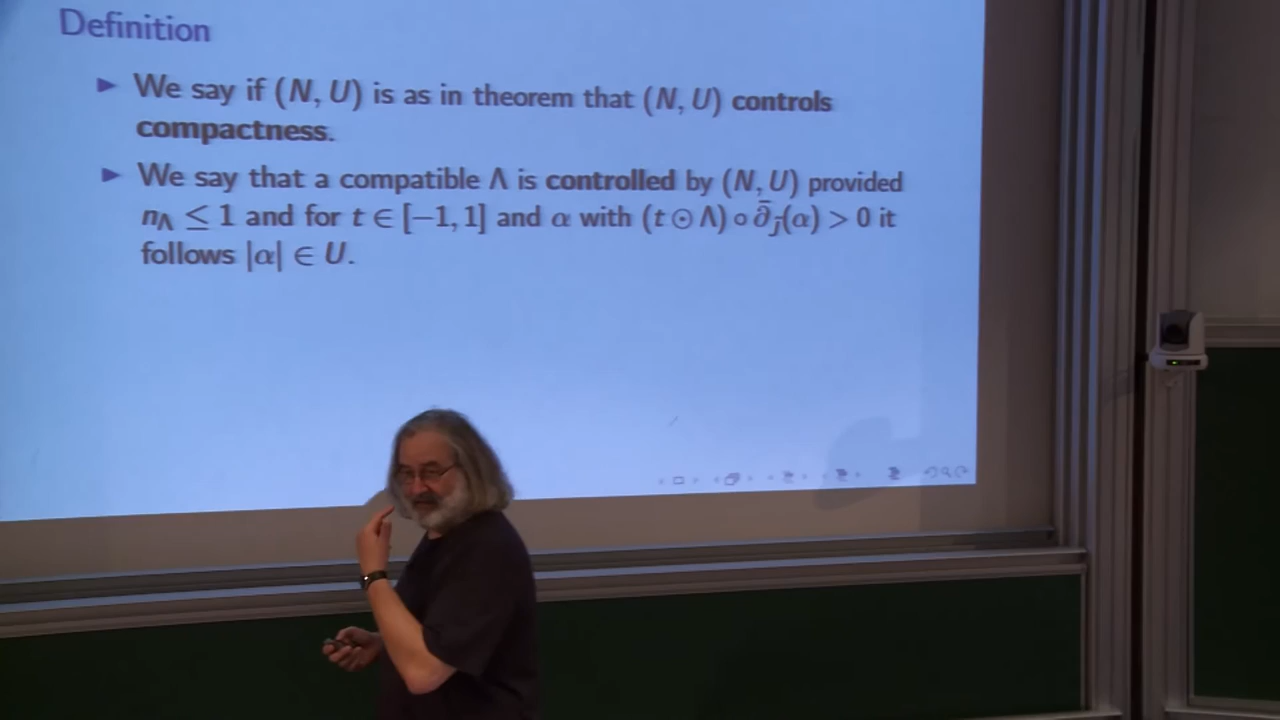 Definition
We say if (N, U) is as in theorem that (N, U) controls
compactness.
We say that a compatible Λ is controlled by (N, U) provided
n_Λ ≤ 1 and for t ∈ [−1, 1] and α with (t ⊙ Λ) ∘ ∂̄_J̃(α) > 0 it
follows |α| ∈ U.